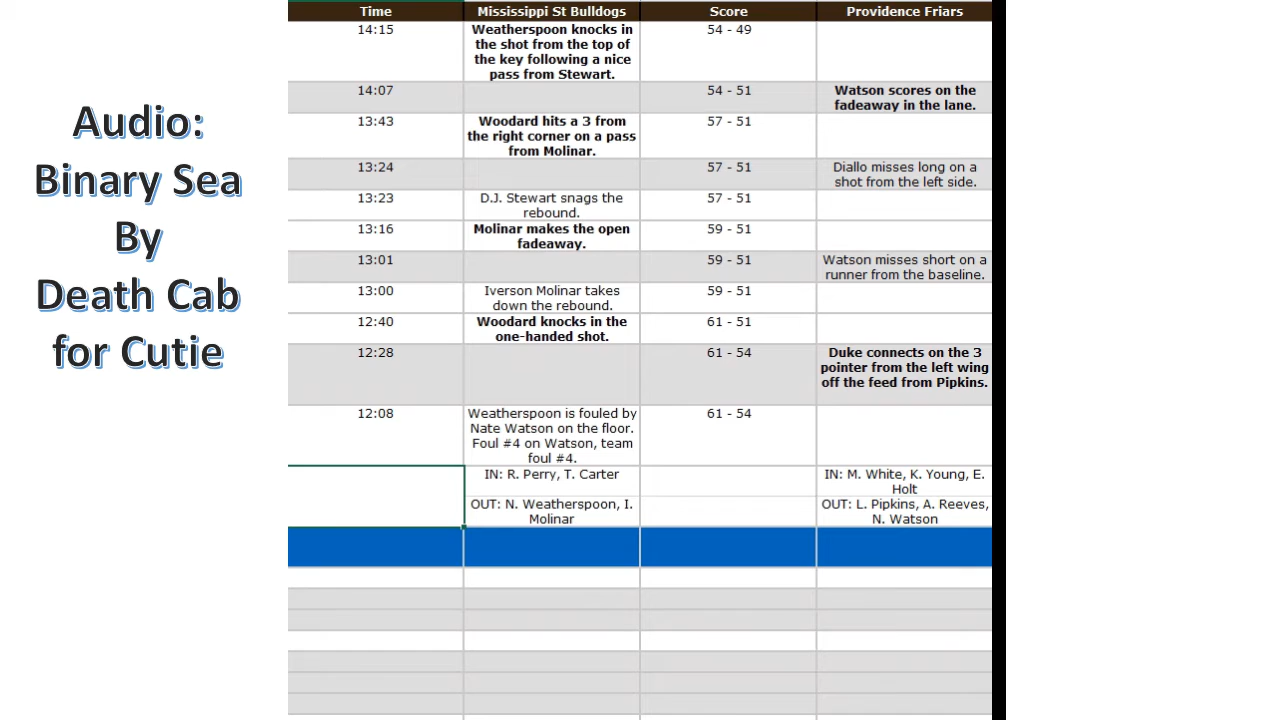 Audio:
Binary Sea
By
Death Cab
for Cutie
Time Mississippi St Bulldogs Score Providence Friars
14:15 Weatherspoon knocks in 54 - 49
the shot from the top of
the key following a nice
pass from Stewart.
14:07 54 - 51 Watson scores on the
fadeaway in the lane.
13:43 Woodard hits a 3 from 57 - 51
the right corner on a pass
from Molinar.
13:24 57 - 51 Diallo misses long on a
shot from the left side.
13:23 D.J. Stewart snags the 57 - 51
rebound.
13:16 Molinar makes the open 59 - 51
fadeaway.
13:01 59 - 51 Watson misses short on a
runner from the baseline.
13:00 Iverson Molinar takes 59 - 51
down the rebound.
12:40 Woodard knocks in the 61 - 51
one-handed shot.
12:28 61 - 54 Duke connects on the 3
pointer from the left wing
off the feed from Pipkins.
12:08 Weatherspoon is fouled by 61 - 54
Nate Watson on the floor.
Foul #4 on Watson, team
foul #4.
IN: R. Perry, T. Carter IN: M. White, K. Young, E.
Holt
OUT: N. Weatherspoon, I. OUT: L. Pipkins, A. Reeves,
Molinar N. Watson